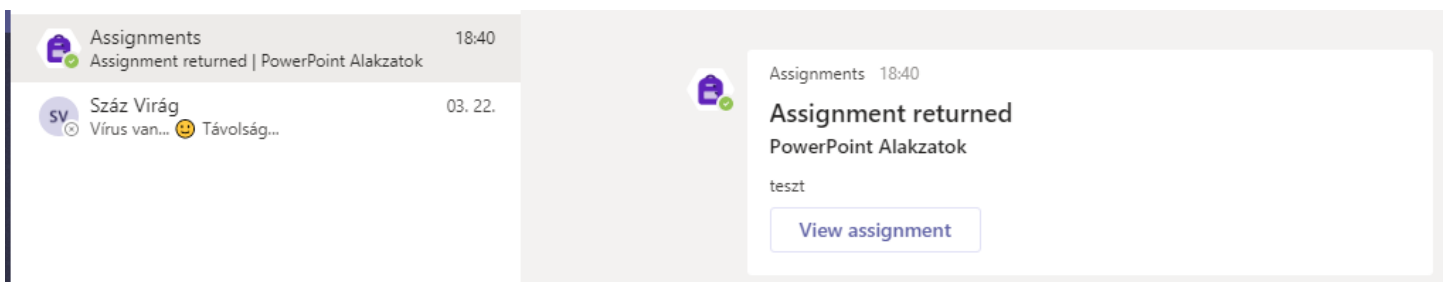 Assignments 18:40
Assignment returned | PowerPoint Alakzatok
SV
Száz Virág 03. 22.
Vírus van... 🙂 Távolság...
Assignments 18:40
Assignment returned
PowerPoint Alakzatok
teszt
View assignment